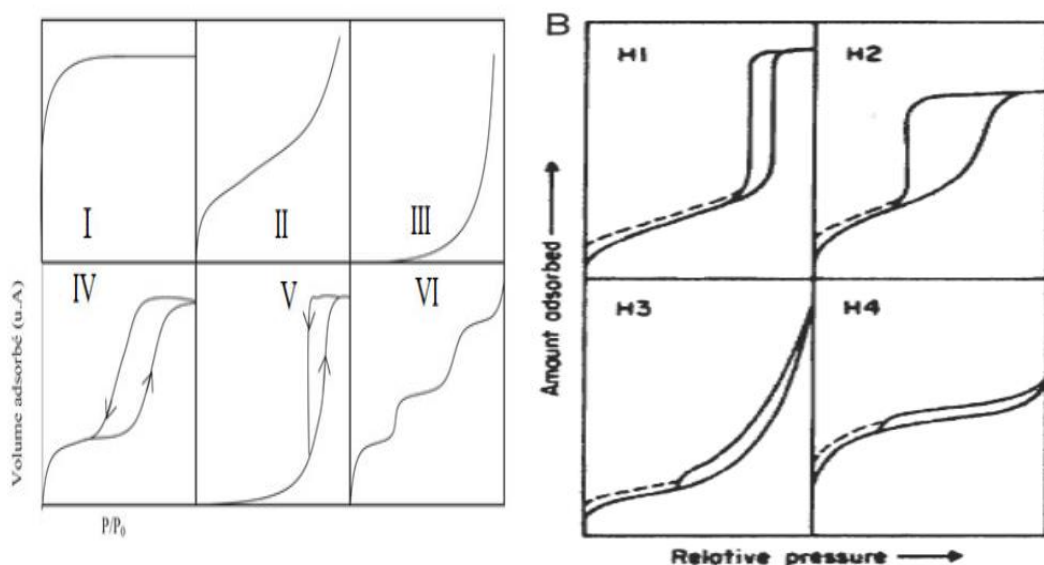 I
II
III
IV
V
VI
Volume adsorbé (u.A)
P/P₀
B
H1
H2
H3
H4
Amount adsorbed
Relative pressure